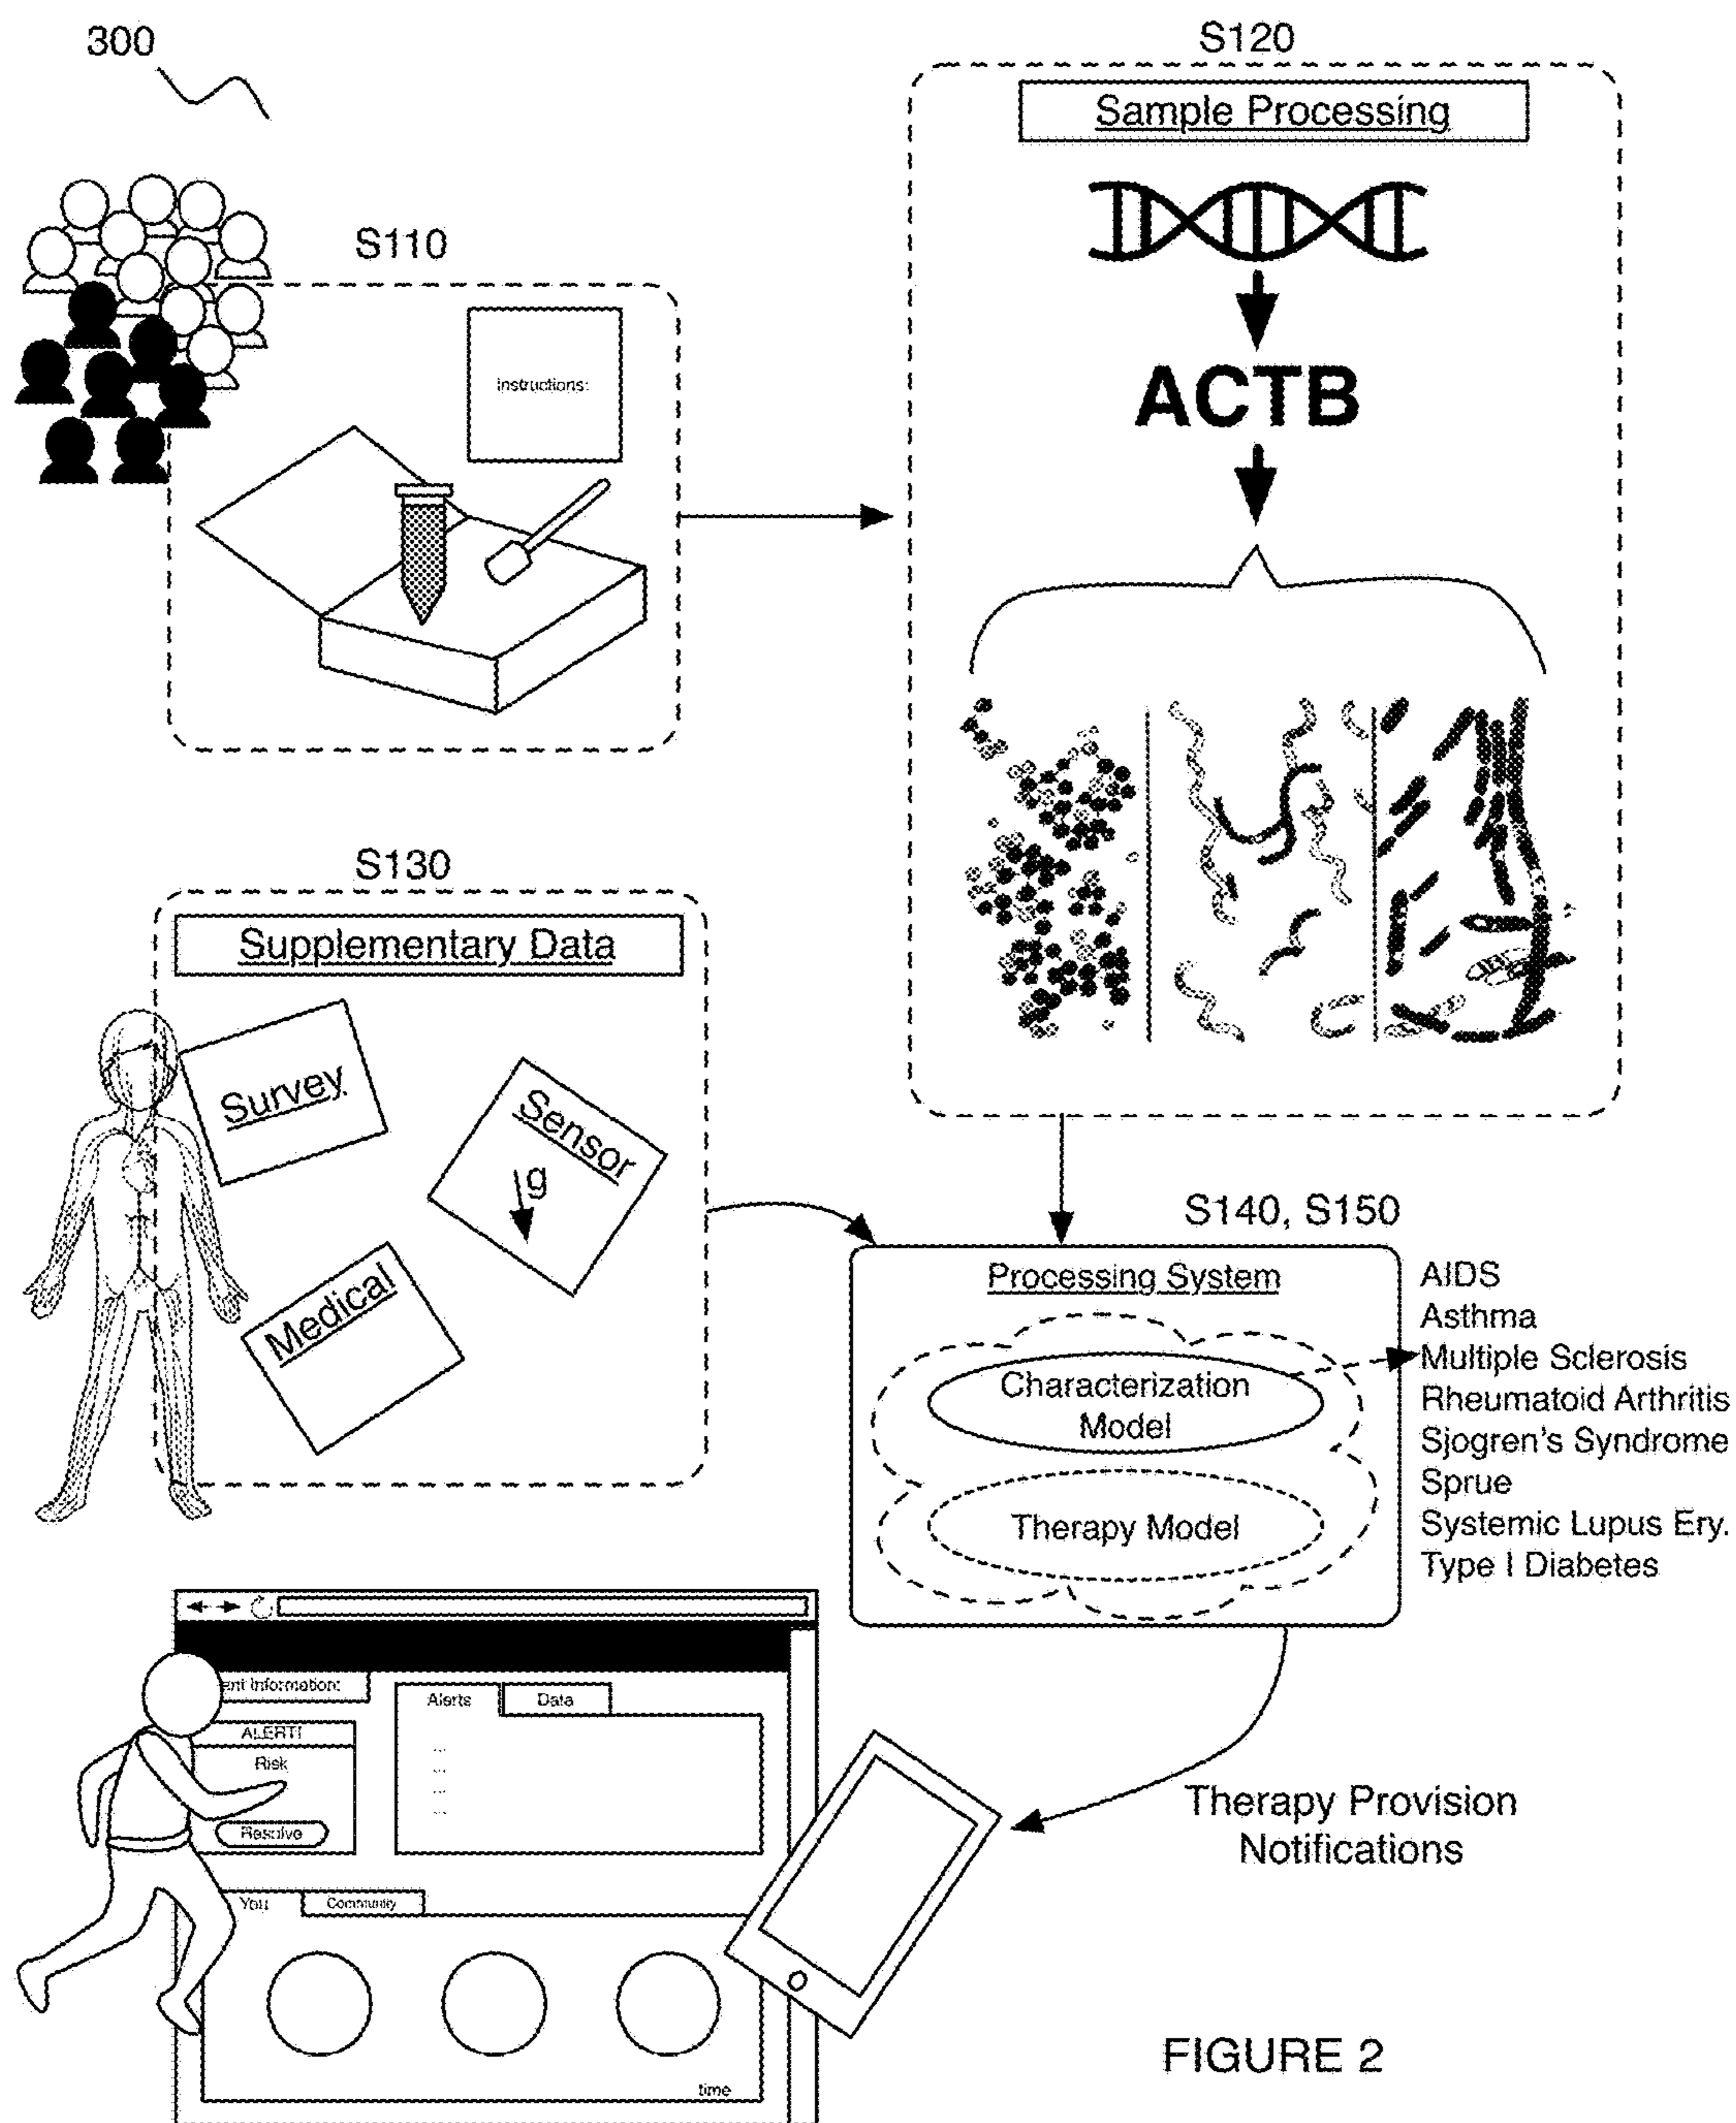 300
S110
Instructions:
S120
Sample Processing
ACTB
S130
Supplementary Data
Survey
Sensor
g
Medical
S140, S150
Processing System
Characterization
Model
Therapy Model
AIDS
Asthma
Multiple Sclerosis
Rheumatoid Arthritis
Sjogren's Syndrome
Sprue
Systemic Lupus Ery.
Type I Diabetes
Therapy Provision
Notifications
ent Information:
ALERT!
Risk
Resolve
Alerts
Data
...
...
...
...
You
Community
time
FIGURE 2